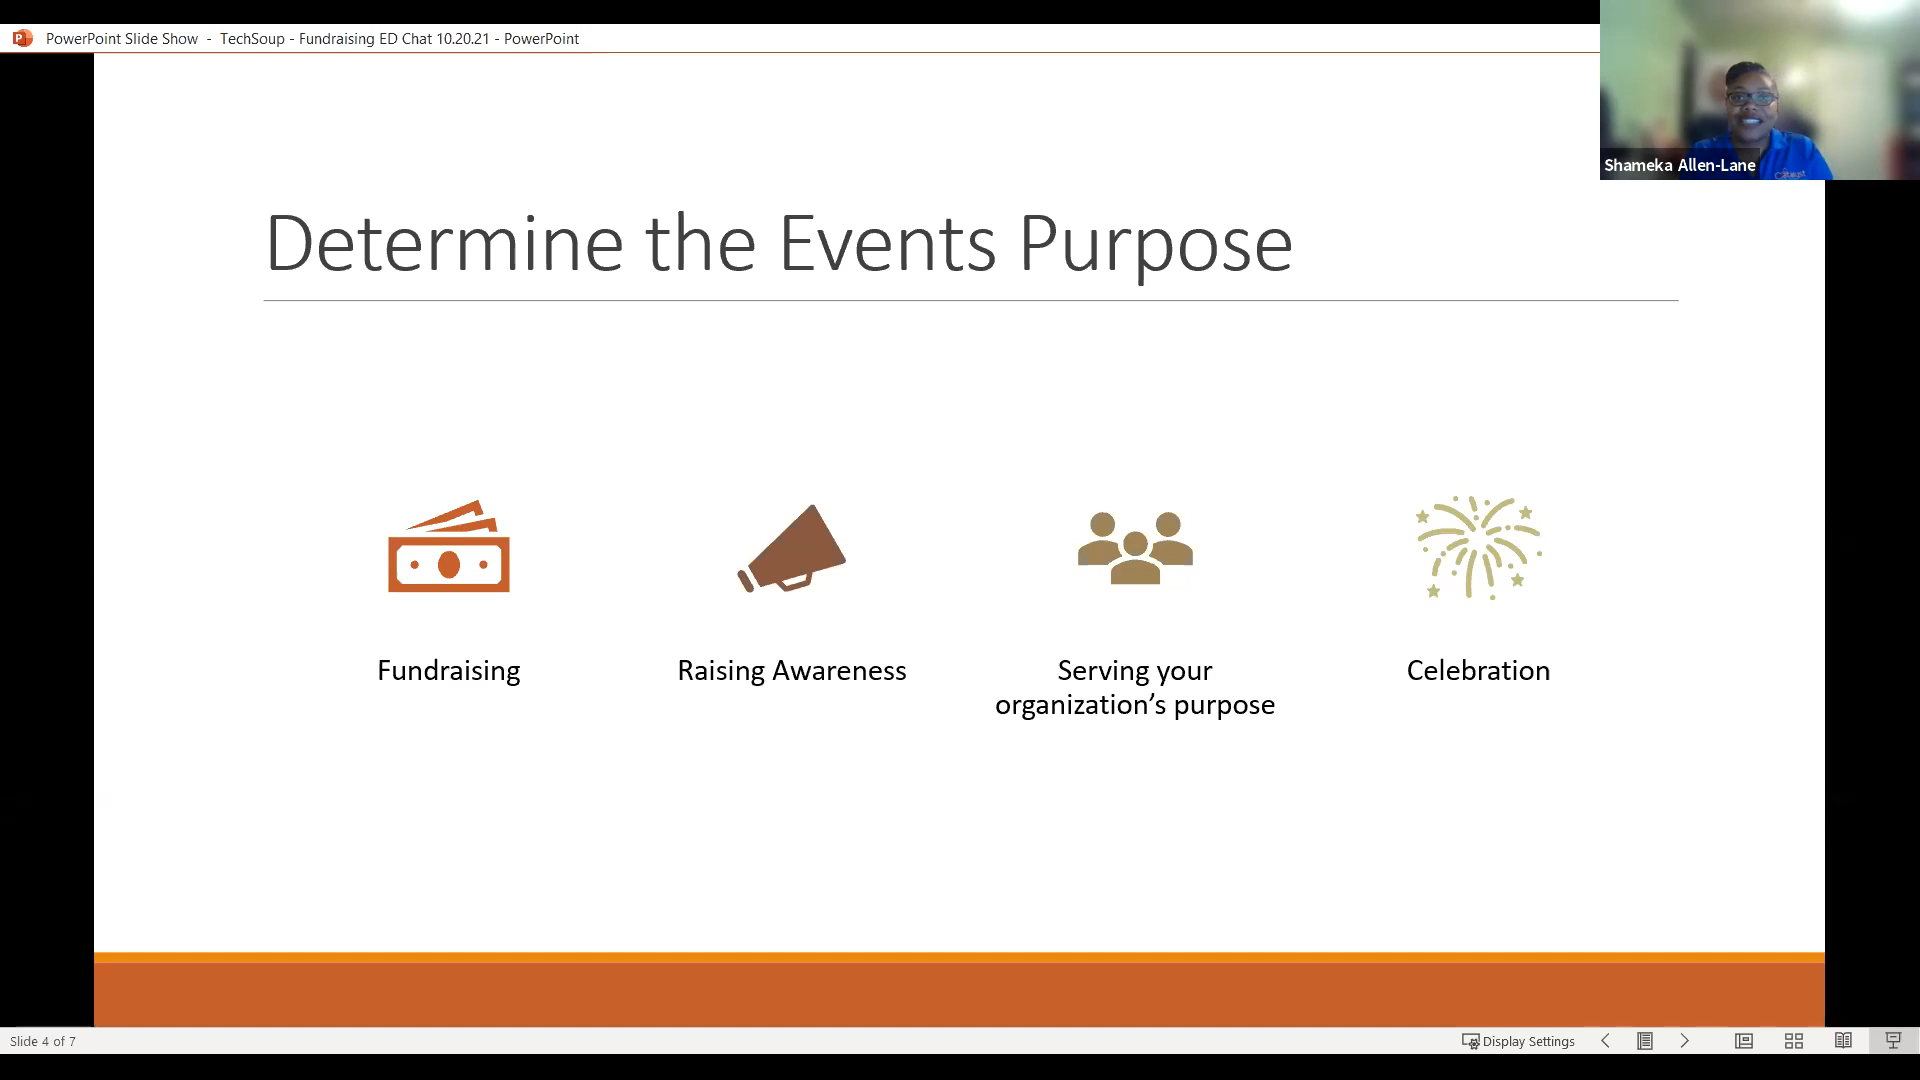 PowerPoint Slide Show - TechSoup - Fundraising ED Chat 10.20.21 - PowerPoint
Shameka Allen-Lane
Determine the Events Purpose
Fundraising
Raising Awareness
Serving your
organization’s purpose
Celebration
Slide 4 of 7
Display Settings